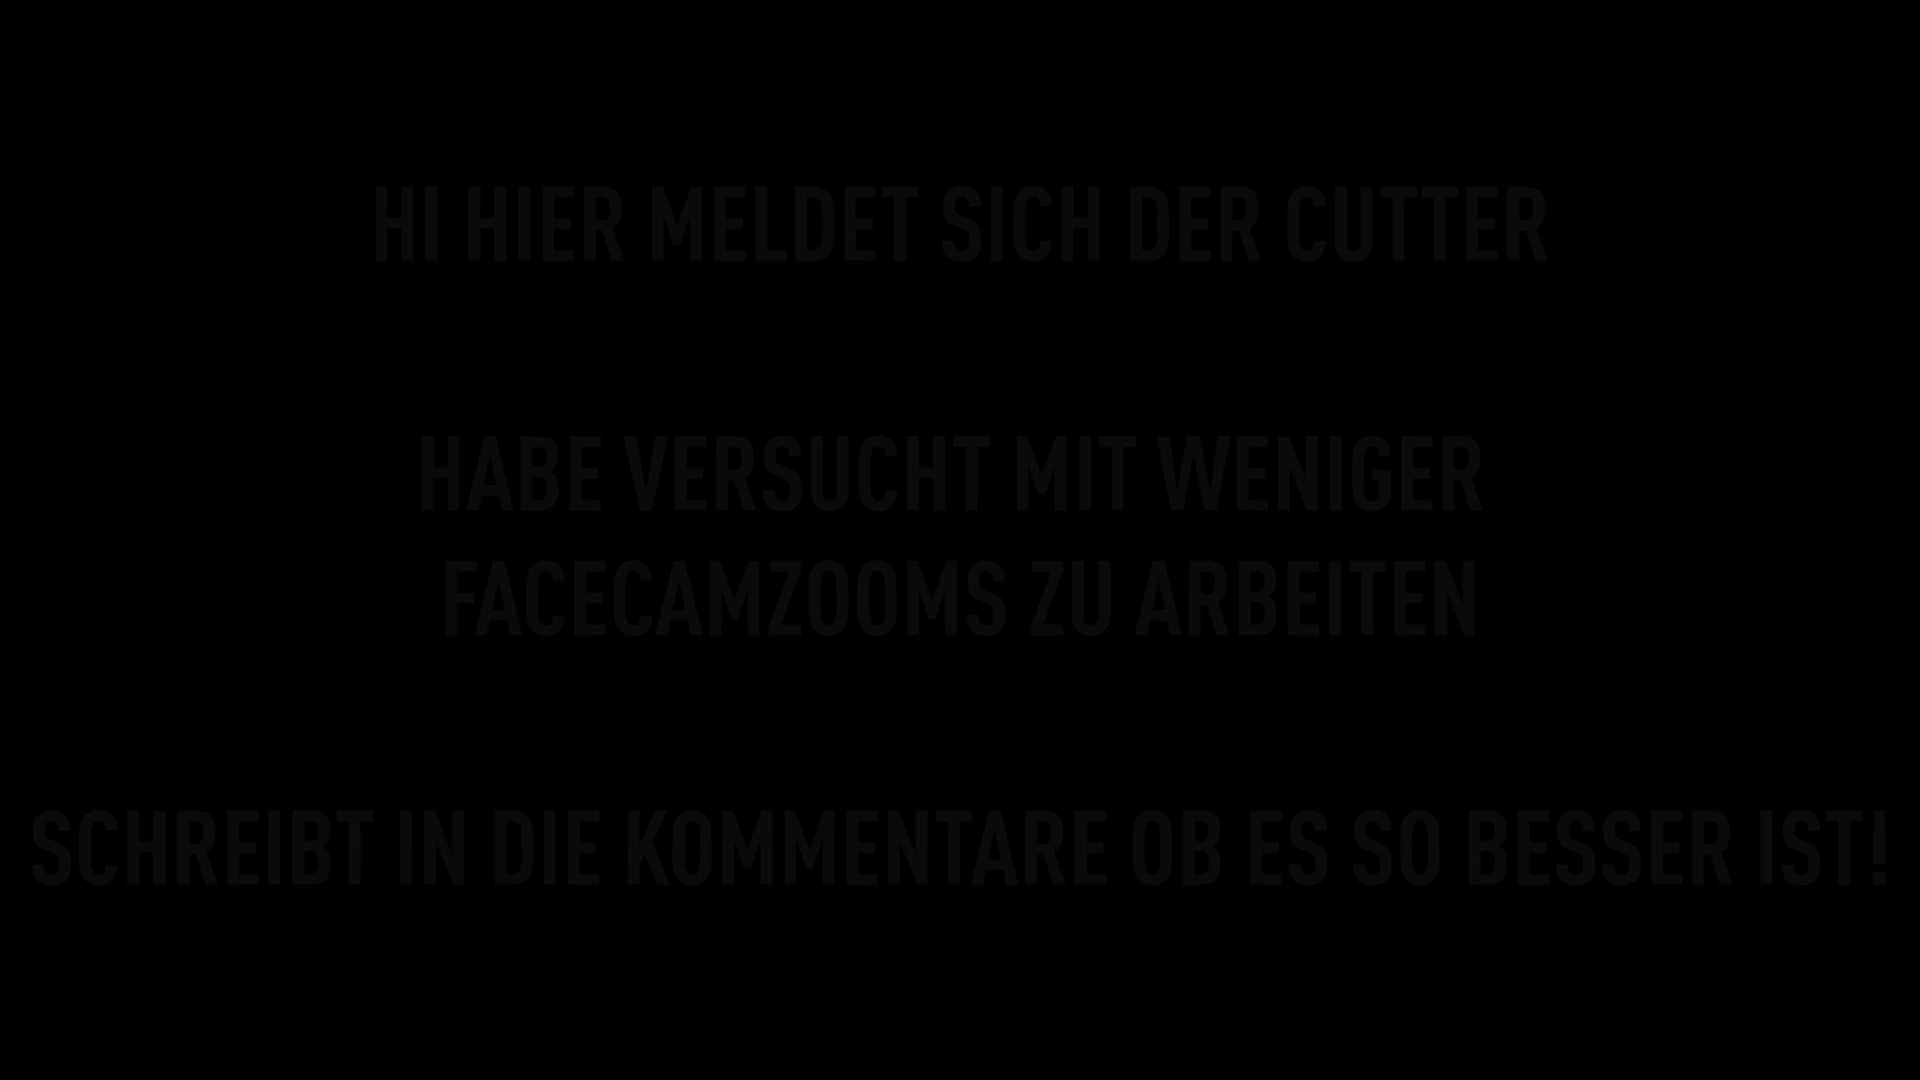 HI HIER MELDET SICH DER CUTTER
HABE VERSUCHT MIT WENIGER
FACECAMZOOMS ZU ARBEITEN
SCHREIBT IN DIE KOMMENTARE OB ES SO BESSER IST!